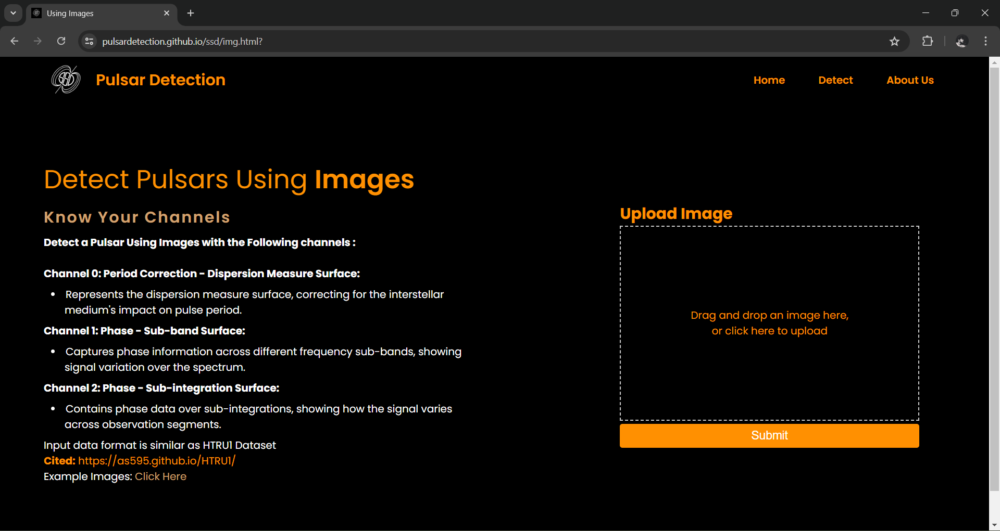 Using Images
pulsardetection.github.io/ssd/img.html?
Pulsar Detection
Home
Detect
About Us
Detect Pulsars Using Images
Know Your Channels
Detect a Pulsar Using Images with the Following channels :
Channel 0: Period Correction - Dispersion Measure Surface:
• Represents the dispersion measure surface, correcting for the interstellar
medium's impact on pulse period.
Channel 1: Phase - Sub-band Surface:
• Captures phase information across different frequency sub-bands, showing
signal variation over the spectrum.
Channel 2: Phase - Sub-integration Surface:
• Contains phase data over sub-integrations, showing how the signal varies
across observation segments.
Input data format is similar as HTRU1 Dataset
Cited: https://as595.github.io/HTRU1/
Example Images: Click Here
Upload Image
Drag and drop an image here,
or click here to upload
Submit